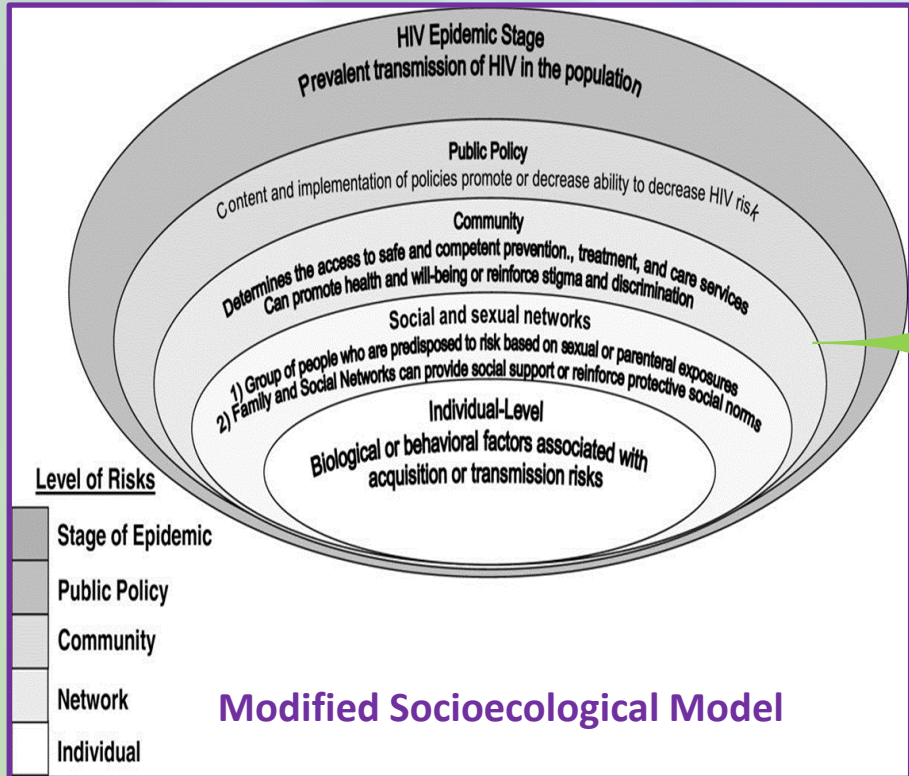 HIV Epidemic Stage
Prevalent transmission of HIV in the population
Public Policy
Content and implementation of policies promote or decrease ability to decrease HIV risk
Community
Determines the access to safe and competent prevention., treatment, and care services
Can promote health and will-being or reinforce stigma and discrimination
Social and sexual networks
1) Group of people who are predisposed to risk based on sexual or parenteral exposures
2) Family and Social Networks can provide social support or reinforce protective social norms
Individual-Level
Biological or behavioral factors associated with
acquisition or transmission risks
Level of Risks
Stage of Epidemic
Public Policy
Community
Network
Individual
Modified Socioecological Model